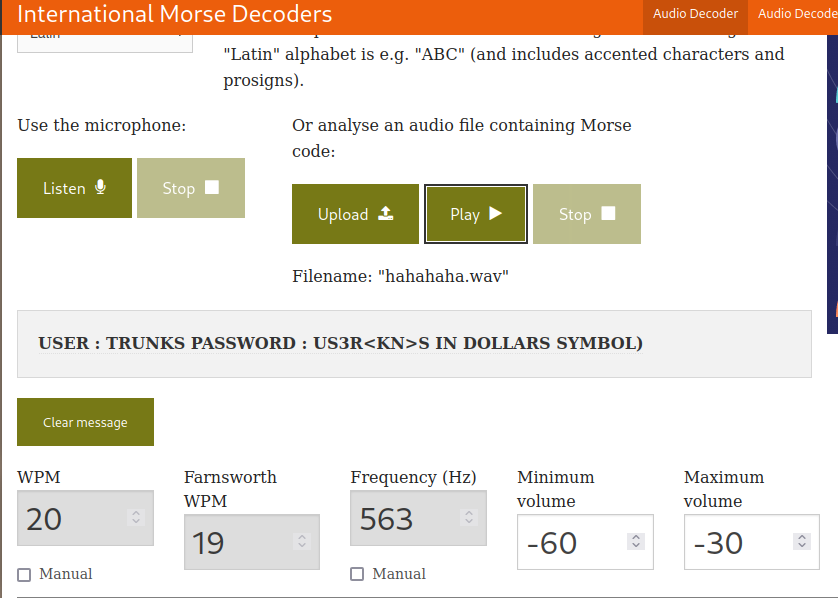 International Morse Decoders
Audio Decoder
Audio Decode
Latin
"Latin" alphabet is e.g. "ABC" (and includes accented characters and
prosigns).
Use the microphone:
Or analyse an audio file containing Morse
code:
Listen
Stop
Upload
Play
Stop
Filename: "hahahaha.wav"
USER : TRUNKS PASSWORD : US3R<KN>S IN DOLLARS SYMBOL)
Clear message
WPM
Farnsworth
WPM
Frequency (Hz)
Minimum
volume
Maximum
volume
20
19
563
-60
-30
Manual
Manual